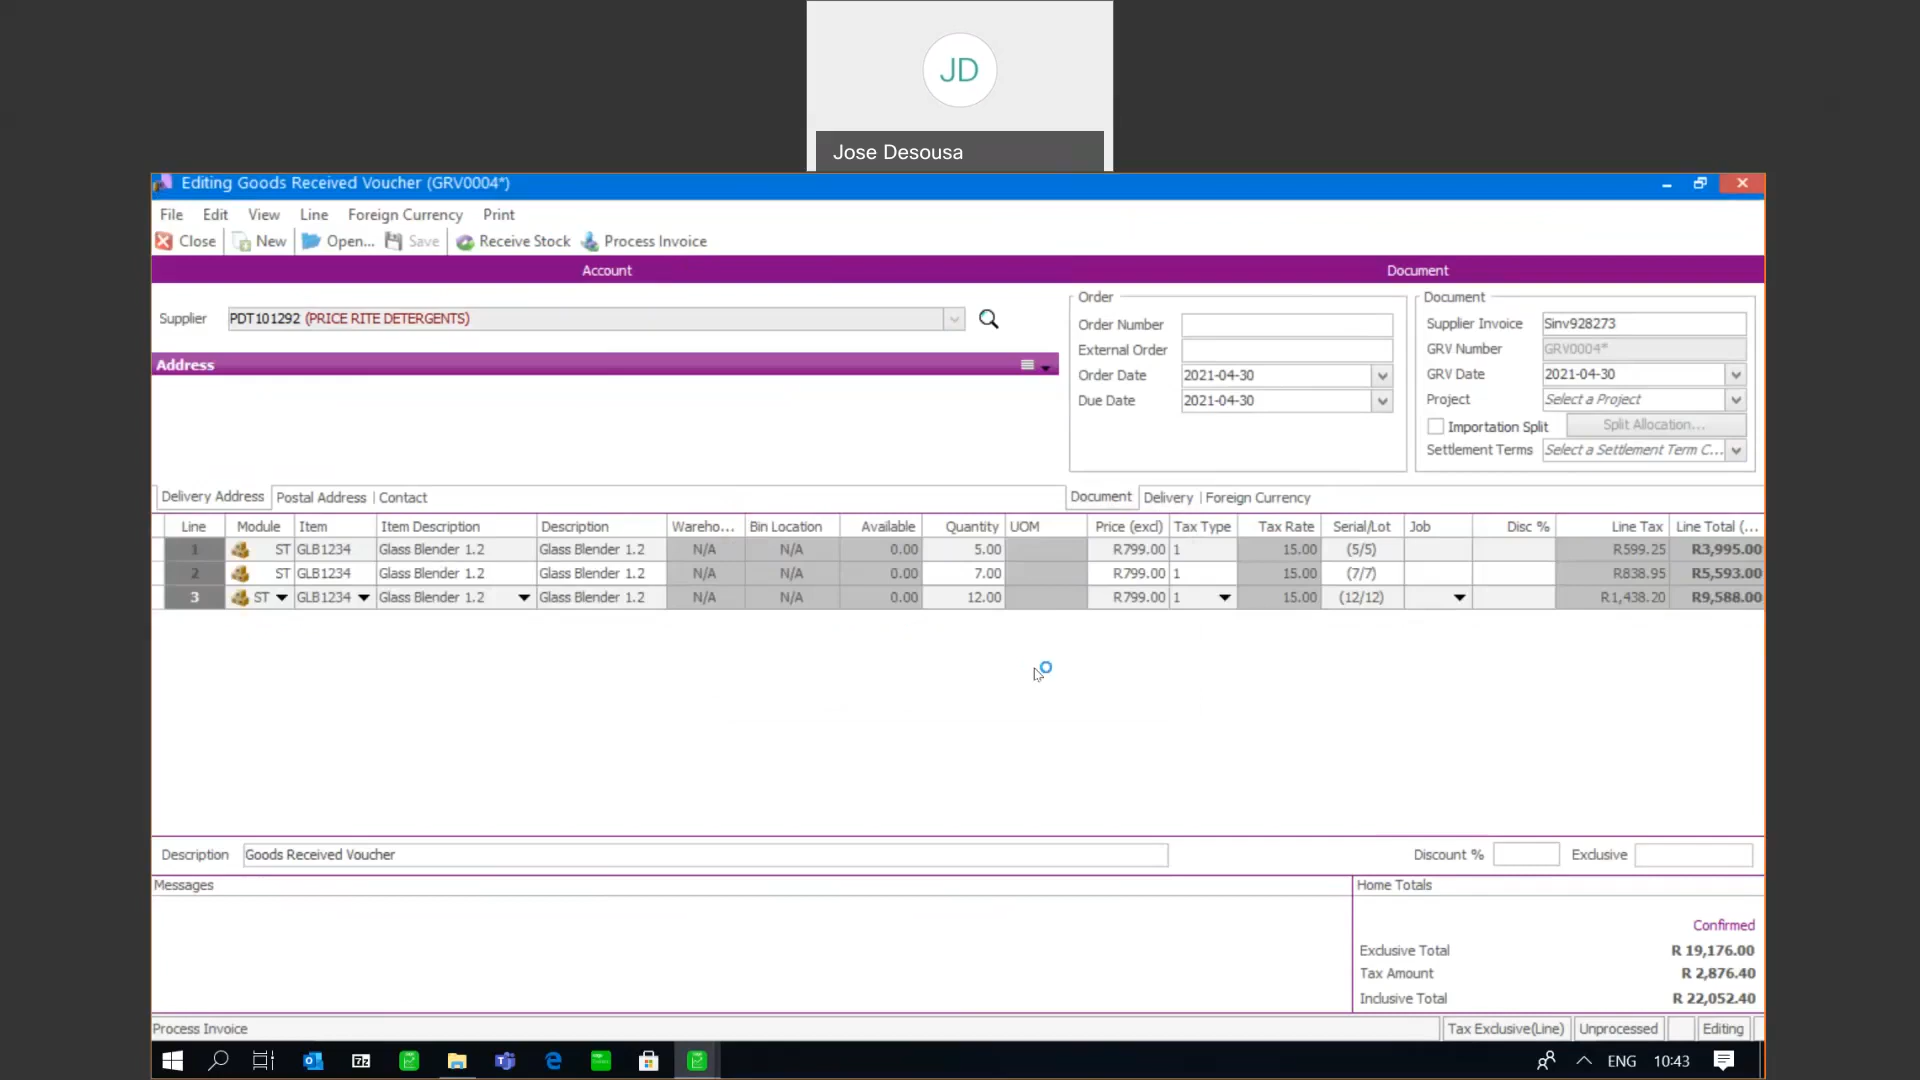 JD
Jose Desousa
Editing Goods Received Voucher (GRV0004*)
File Edit View Line Foreign Currency Print
Close New Open... Save Receive Stock Process Invoice
Account Document
Supplier PDT101292 (PRICE RITE DETERGENTS)
Address
Order
Order Number
External Order
Order Date 2021-04-30
Due Date 2021-04-30
Document
Supplier Invoice Sinv928273
GRV Number GRV0004*
GRV Date 2021-04-30
Project Select a Project
Importation Split Split Allocation...
Settlement Terms Select a Settlement Term C...
Delivery Address Postal Address Contact Document Delivery Foreign Currency
Line Module Item Item Description Description Wareho... Bin Location Available Quantity UOM Price (excl) Tax Type Tax Rate Serial/Lot Job Disc % Line Tax Line Total (...
1 ST GLB1234 Glass Blender 1.2 Glass Blender 1.2 N/A N/A 0.00 5.00 R799.00 1 15.00 (5/5) R599.25 R3,995.00
2 ST GLB1234 Glass Blender 1.2 Glass Blender 1.2 N/A N/A 0.00 7.00 R799.00 1 15.00 (7/7) R838.95 R5,593.00
3 ST GLB1234 Glass Blender 1.2 Glass Blender 1.2 N/A N/A 0.00 12.00 R799.00 1 15.00 (12/12) R1,438.20 R9,588.00
Description Goods Received Voucher Discount % Exclusive
Messages Home Totals
Confirmed
Exclusive Total R 19,176.00
Tax Amount R 2,876.40
Inclusive Total R 22,052.40
Process Invoice Tax Exclusive(Line) Unprocessed Editing
7z ENG 10:43